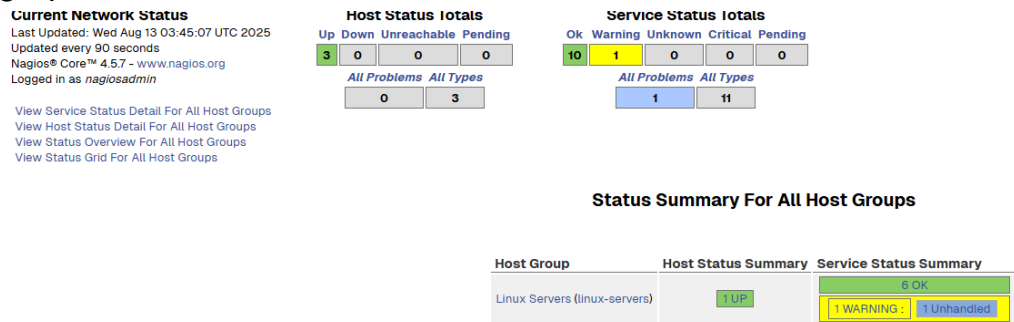 Current Network Status
Last Updated: Wed Aug 13 03:45:07 UTC 2025
Updated every 90 seconds
Nagios® Core™ 4.5.7 - www.nagios.org
Logged in as nagiosadmin
View Service Status Detail For All Host Groups
View Host Status Detail For All Host Groups
View Status Overview For All Host Groups
View Status Grid For All Host Groups
Host Status Totals
Up Down Unreachable Pending
3 0 0 0
All Problems All Types
0 3
Service Status Totals
Ok Warning Unknown Critical Pending
10 1 0 0 0
All Problems All Types
1 11
Status Summary For All Host Groups
Host Group Host Status Summary Service Status Summary
Linux Servers (linux-servers) 1 UP 6 OK
1 WARNING : 1 Unhandled